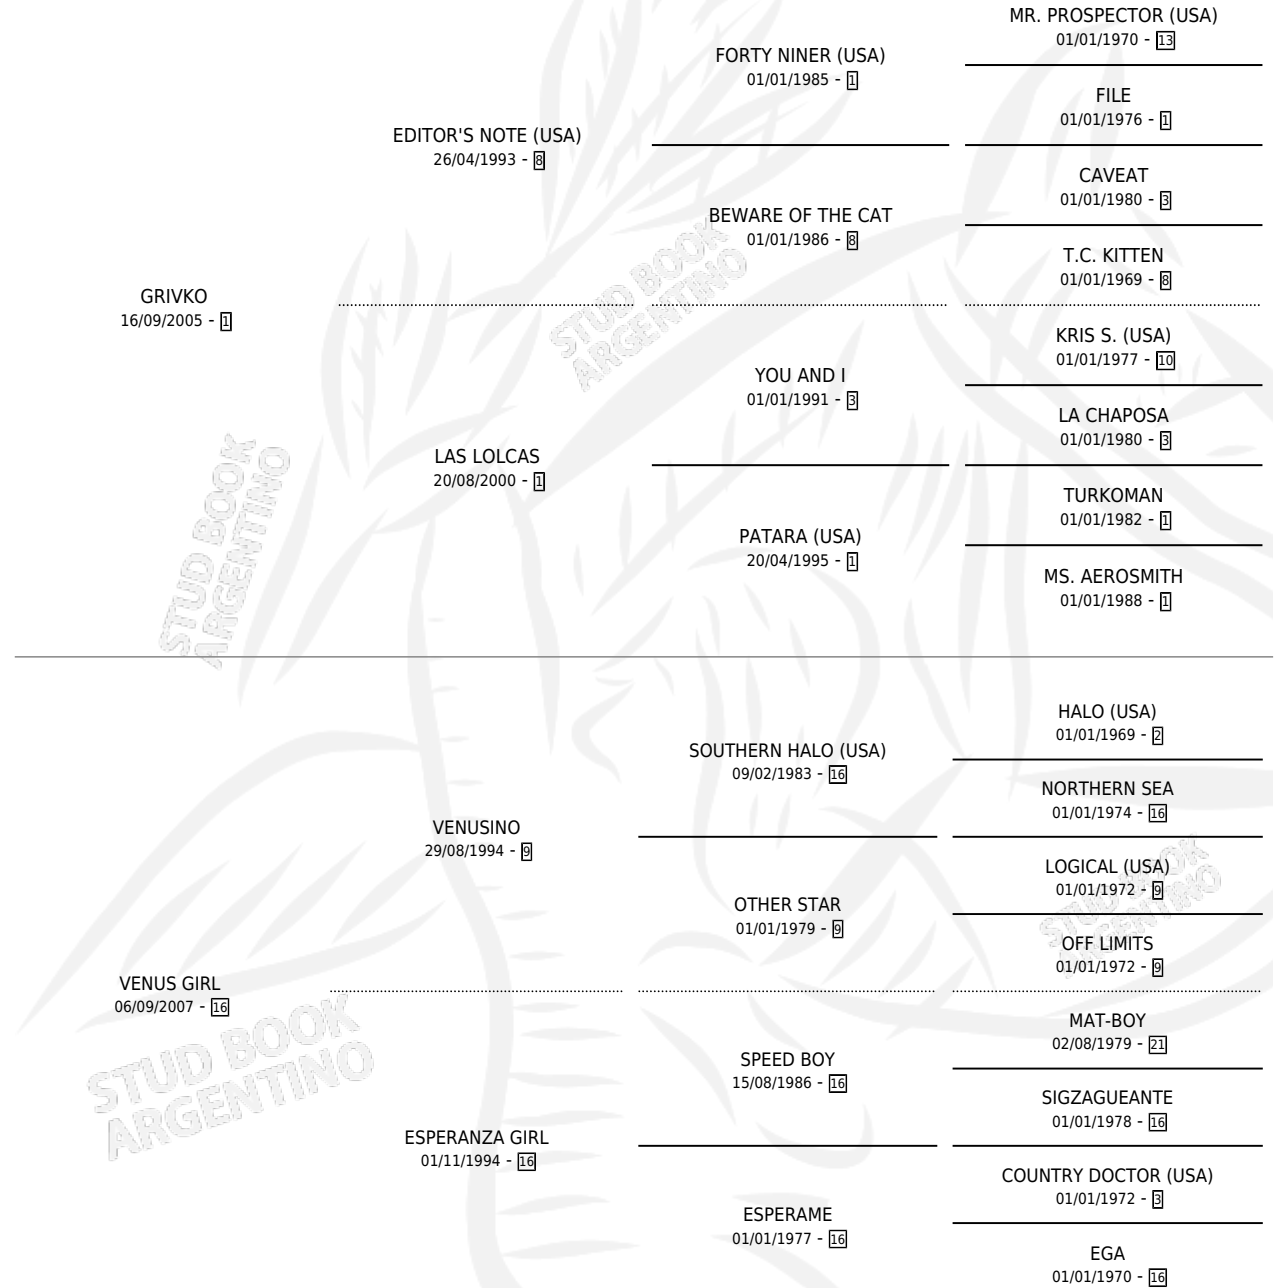 MR. PROSPECTOR (USA)
01/01/1970 - 13
FORTY NINER (USA)
01/01/1985 - 1
FILE
01/01/1976 - 1
EDITOR'S NOTE (USA)
26/04/1993 - 8
CAVEAT
01/01/1980 - 3
BEWARE OF THE CAT
01/01/1986 - 8
T.C. KITTEN
01/01/1969 - 8
GRIVKO
16/09/2005 - 1
KRIS S. (USA)
01/01/1977 - 10
YOU AND I
01/01/1991 - 3
LA CHAPOSA
01/01/1980 - 3
LAS LOLCAS
20/08/2000 - 1
TURKOMAN
01/01/1982 - 1
PATARA (USA)
20/04/1995 - 1
MS. AEROSMITH
01/01/1988 - 1
HALO (USA)
01/01/1969 - 2
SOUTHERN HALO (USA)
09/02/1983 - 16
NORTHERN SEA
01/01/1974 - 16
VENUSINO
29/08/1994 - 9
LOGICAL (USA)
01/01/1972 - 9
OTHER STAR
01/01/1979 - 9
OFF LIMITS
01/01/1972 - 9
VENUS GIRL
06/09/2007 - 16
MAT-BOY
02/08/1979 - 21
SPEED BOY
15/08/1986 - 16
SIGZAGUEANTE
01/01/1978 - 16
ESPERANZA GIRL
01/11/1994 - 16
COUNTRY DOCTOR (USA)
01/01/1972 - 3
ESPERAME
01/01/1977 - 16
EGA
01/01/1970 - 16
STUD BOOK
ARGENTINO
STUD BOOK
ARGENTINO
STUD BOOK
ARGENTINO
STUD BOOK
ARGENTINO